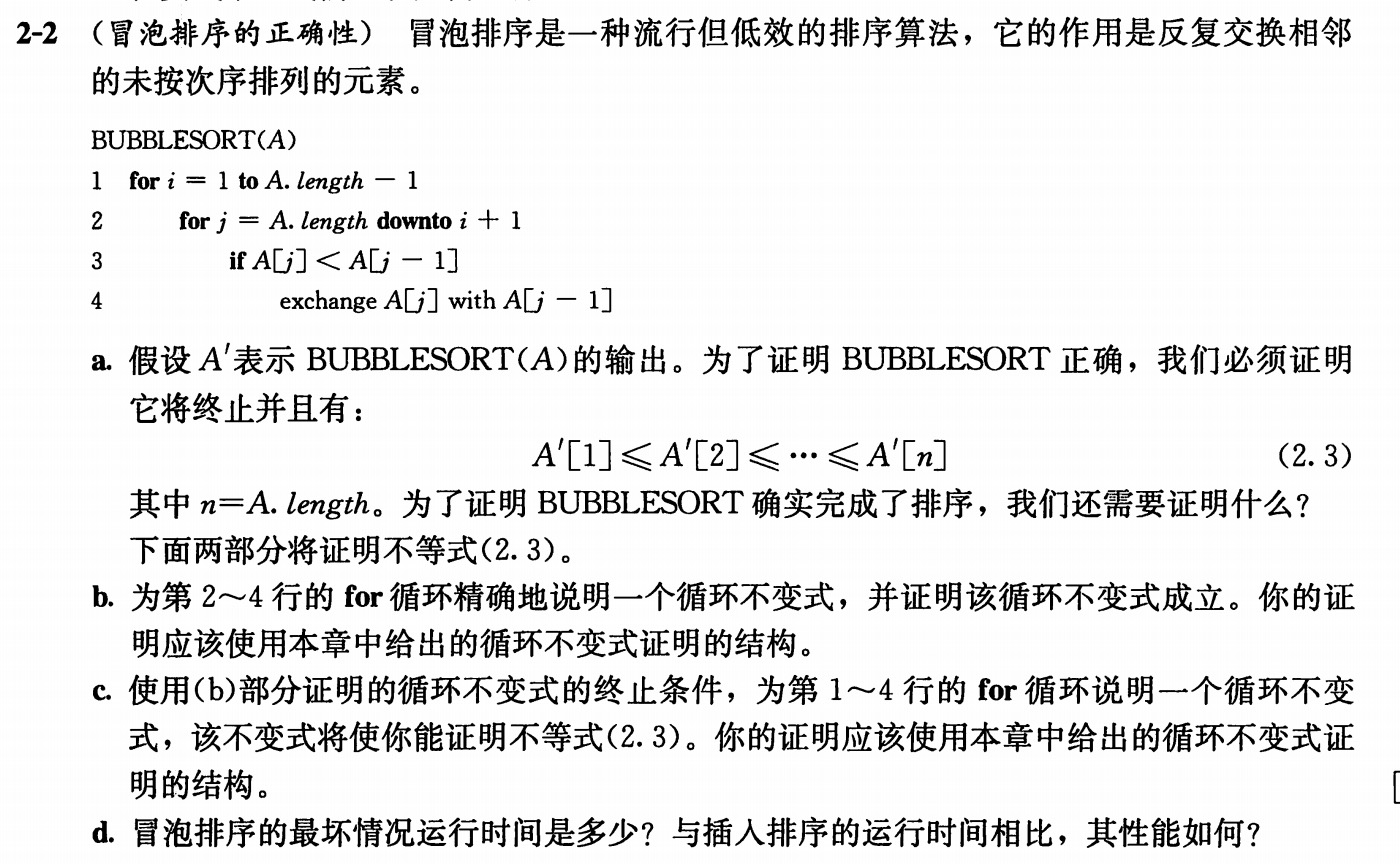 2-2 （冒泡排序的正确性） 冒泡排序是一种流行但低效的排序算法，它的作用是反复交换相邻
的未按次序排列的元素。
BUBBLESORT(A)
1 for i = 1 to A.length − 1
2 for j = A.length downto i + 1
3 if A[j] < A[j − 1]
4 exchange A[j] with A[j − 1]
a. 假设 A′表示 BUBBLESORT(A)的输出。为了证明 BUBBLESORT 正确，我们必须证明
它将终止并且有：
A′[1] ≤ A′[2] ≤ ⋯ ≤ A′[n] (2.3)
其中 n=A.length。为了证明 BUBBLESORT 确实完成了排序，我们还需要证明什么？
下面两部分将证明不等式(2.3)。
b. 为第 2～4 行的 for 循环精确地说明一个循环不变式，并证明该循环不变式成立。你的证
明应该使用本章中给出的循环不变式证明的结构。
c. 使用(b)部分证明的循环不变式的终止条件，为第 1～4 行的 for 循环说明一个循环不变
式，该不变式将使你能证明不等式(2.3)。你的证明应该使用本章中给出的循环不变式证
明的结构。
d. 冒泡排序的最坏情况运行时间是多少？与插入排序的运行时间相比，其性能如何？